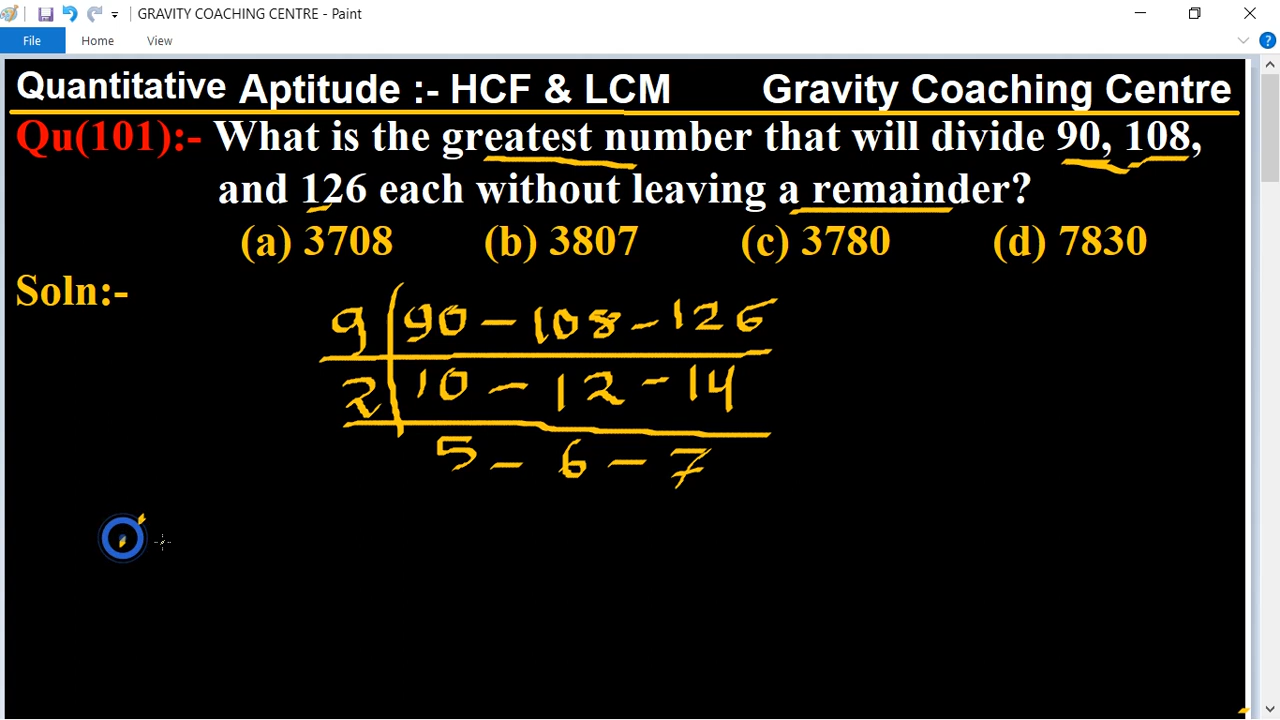 GRAVITY COACHING CENTRE - Paint
File Home View
Quantitative Aptitude :- HCF & LCM Gravity Coaching Centre
Qu(101):- What is the greatest number that will divide 90, 108,
and 126 each without leaving a remainder?
(a) 3708 (b) 3807 (c) 3780 (d) 7830
Soln:-
9 90 - 108 - 126
2 10 - 12 - 14
5 - 6 - 7